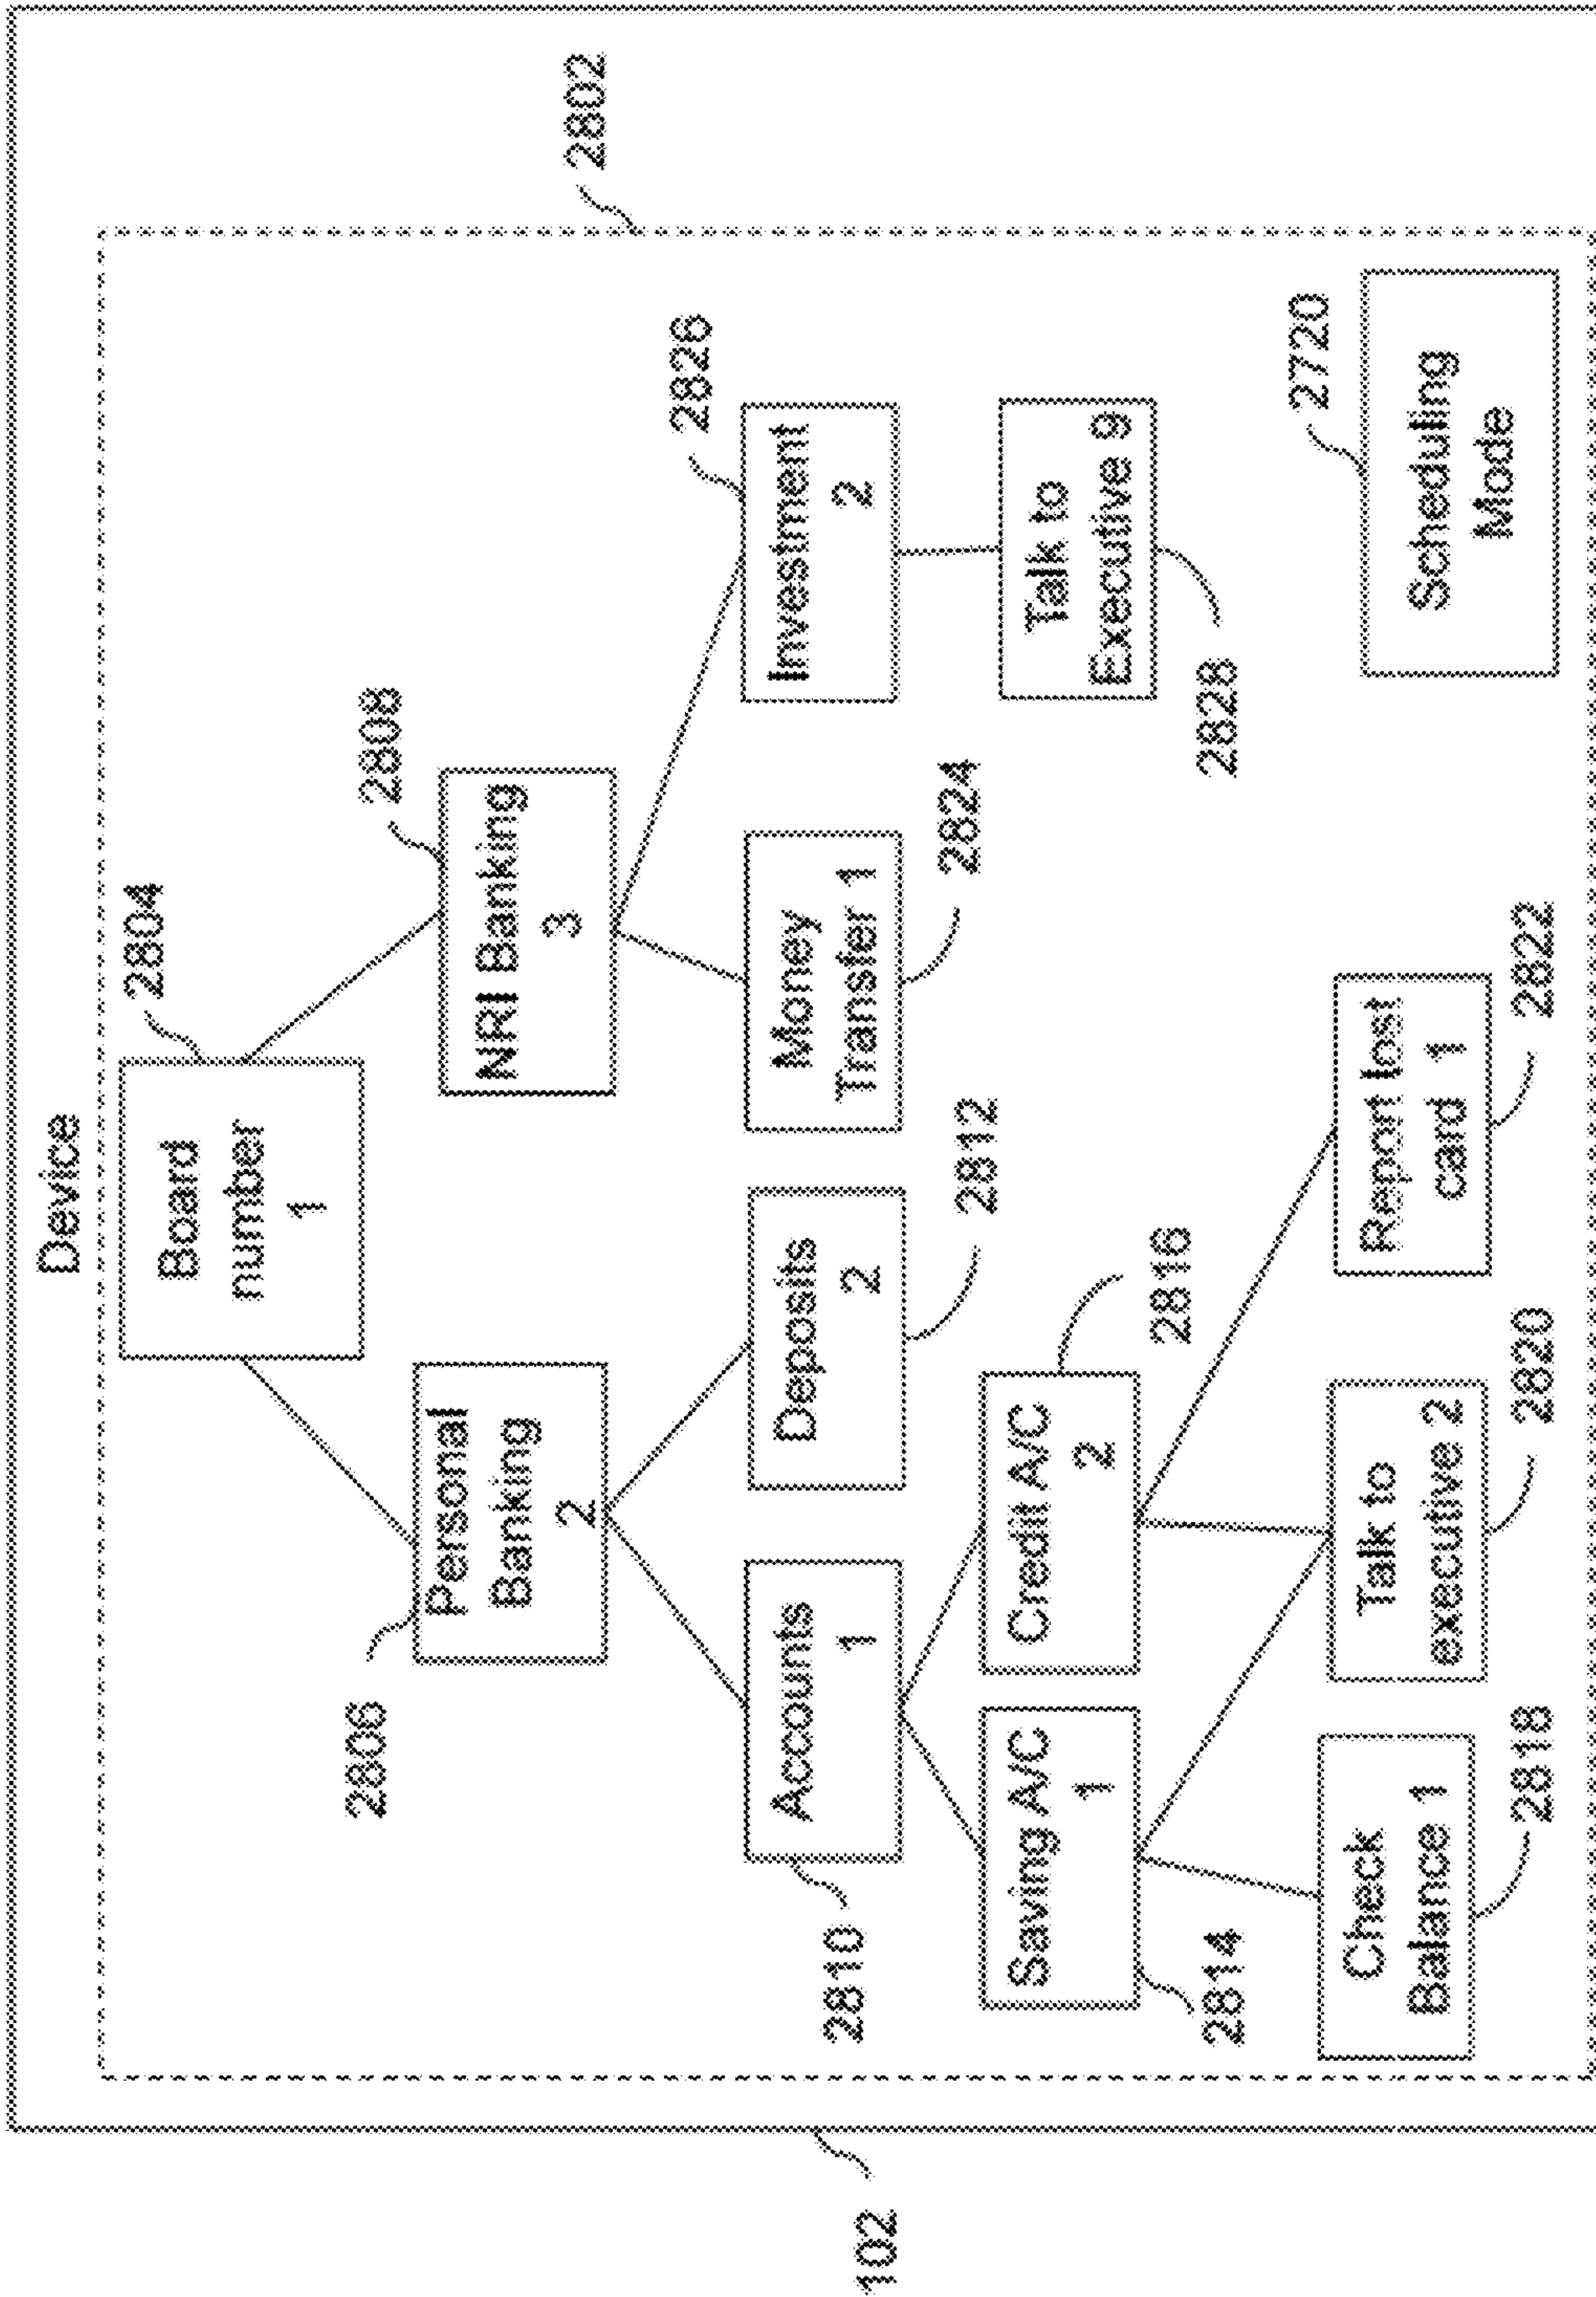 Device
2802
2804
Board
number
1
2808
2806
Personal
Banking
2
NRI Banking
3
2826
2810
Accounts
1
Deposits
2
2812
Money
Transfer 1
2824
Investment
2
Saving A/C
1
2814
Credit A/C
2
2816
Talk to
Executive 9
2828
Check
Balance 1
2818
Talk to
executive 2
2820
Report lost
card 1
2822
2720
Scheduling
Mode
102